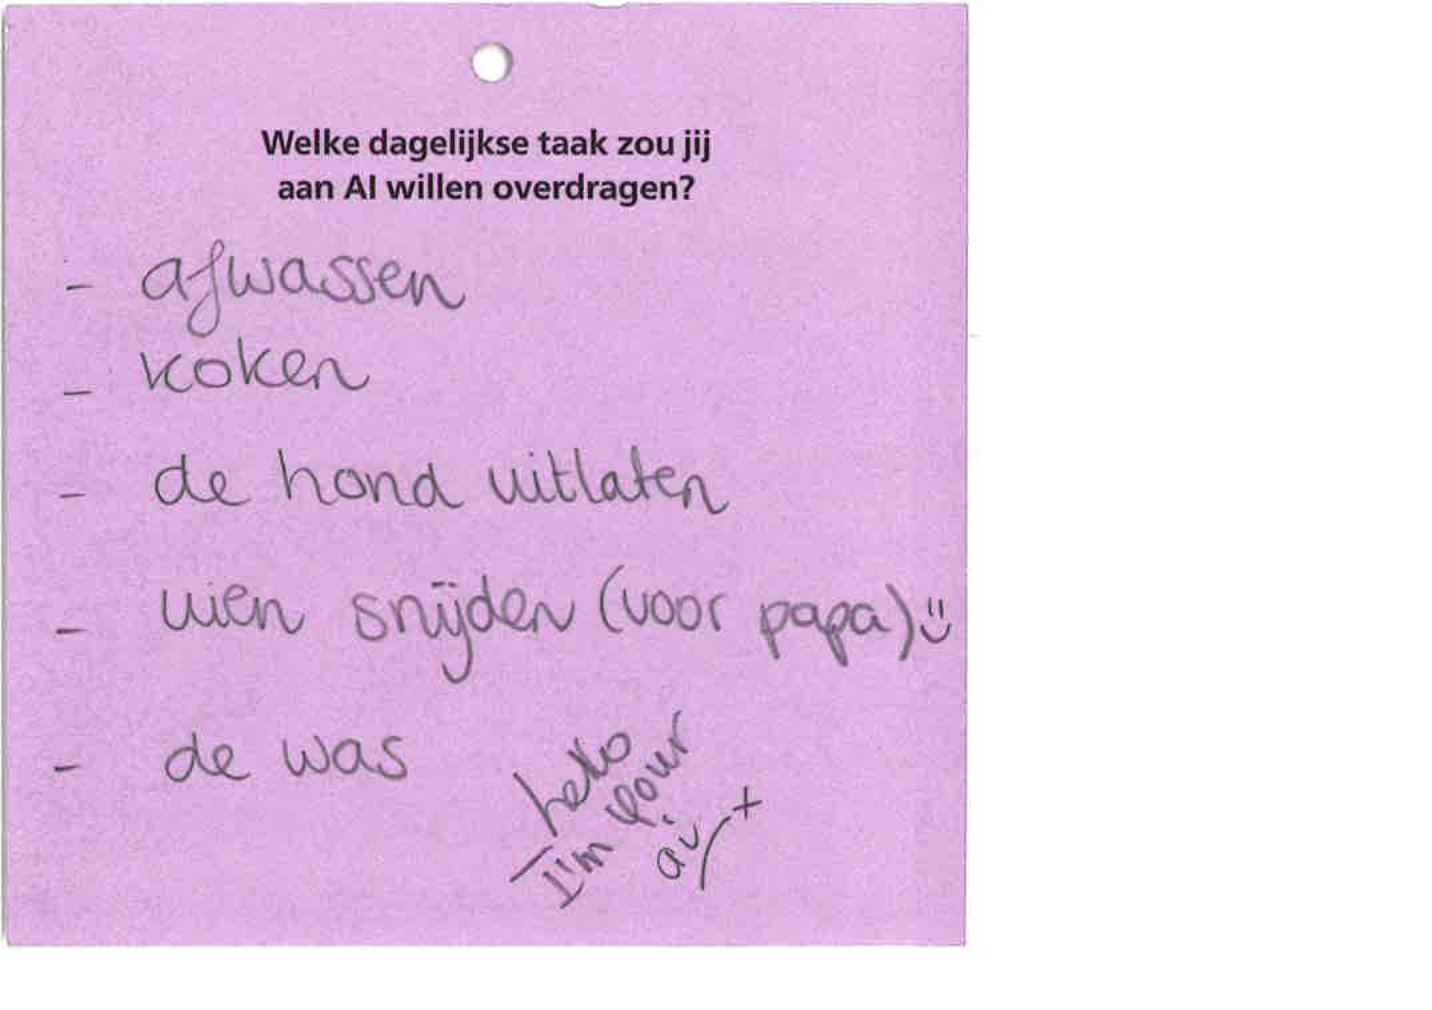 Welke dagelijkse taak zou jij
aan AI willen overdragen?
- afwassen
- koken
- de hond uitlaten
- uien snijden (voor papa) :)
- de was
hello
I'm your
ai